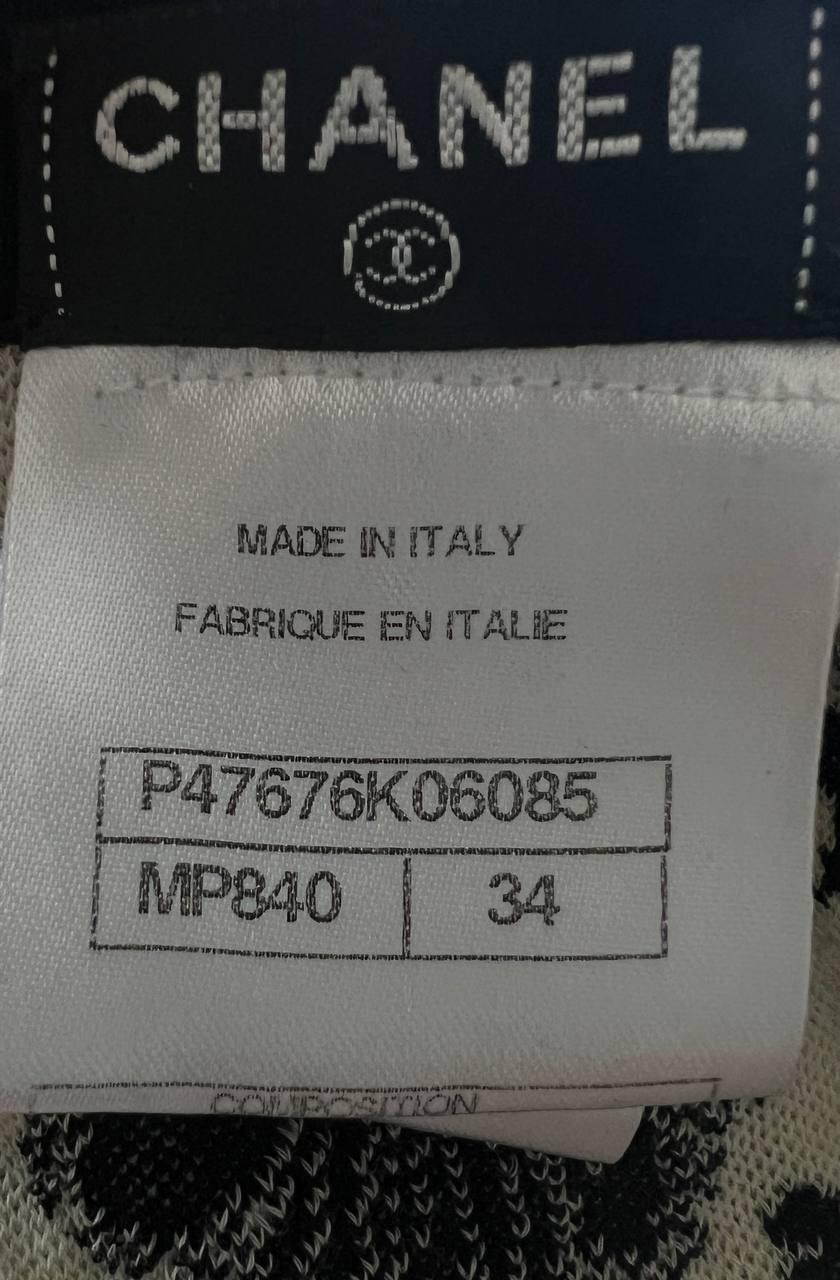 CHANEL
MADE IN ITALY
FABRIQUE EN ITALIE
P47676K06085
MP840 34
COMPOSITION